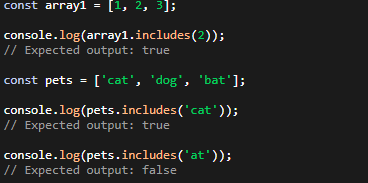 const array1 = [1, 2, 3];
console.log(array1.includes(2));
// Expected output: true
const pets = ['cat', 'dog', 'bat'];
console.log(pets.includes('cat'));
// Expected output: true
console.log(pets.includes('at'));
// Expected output: false